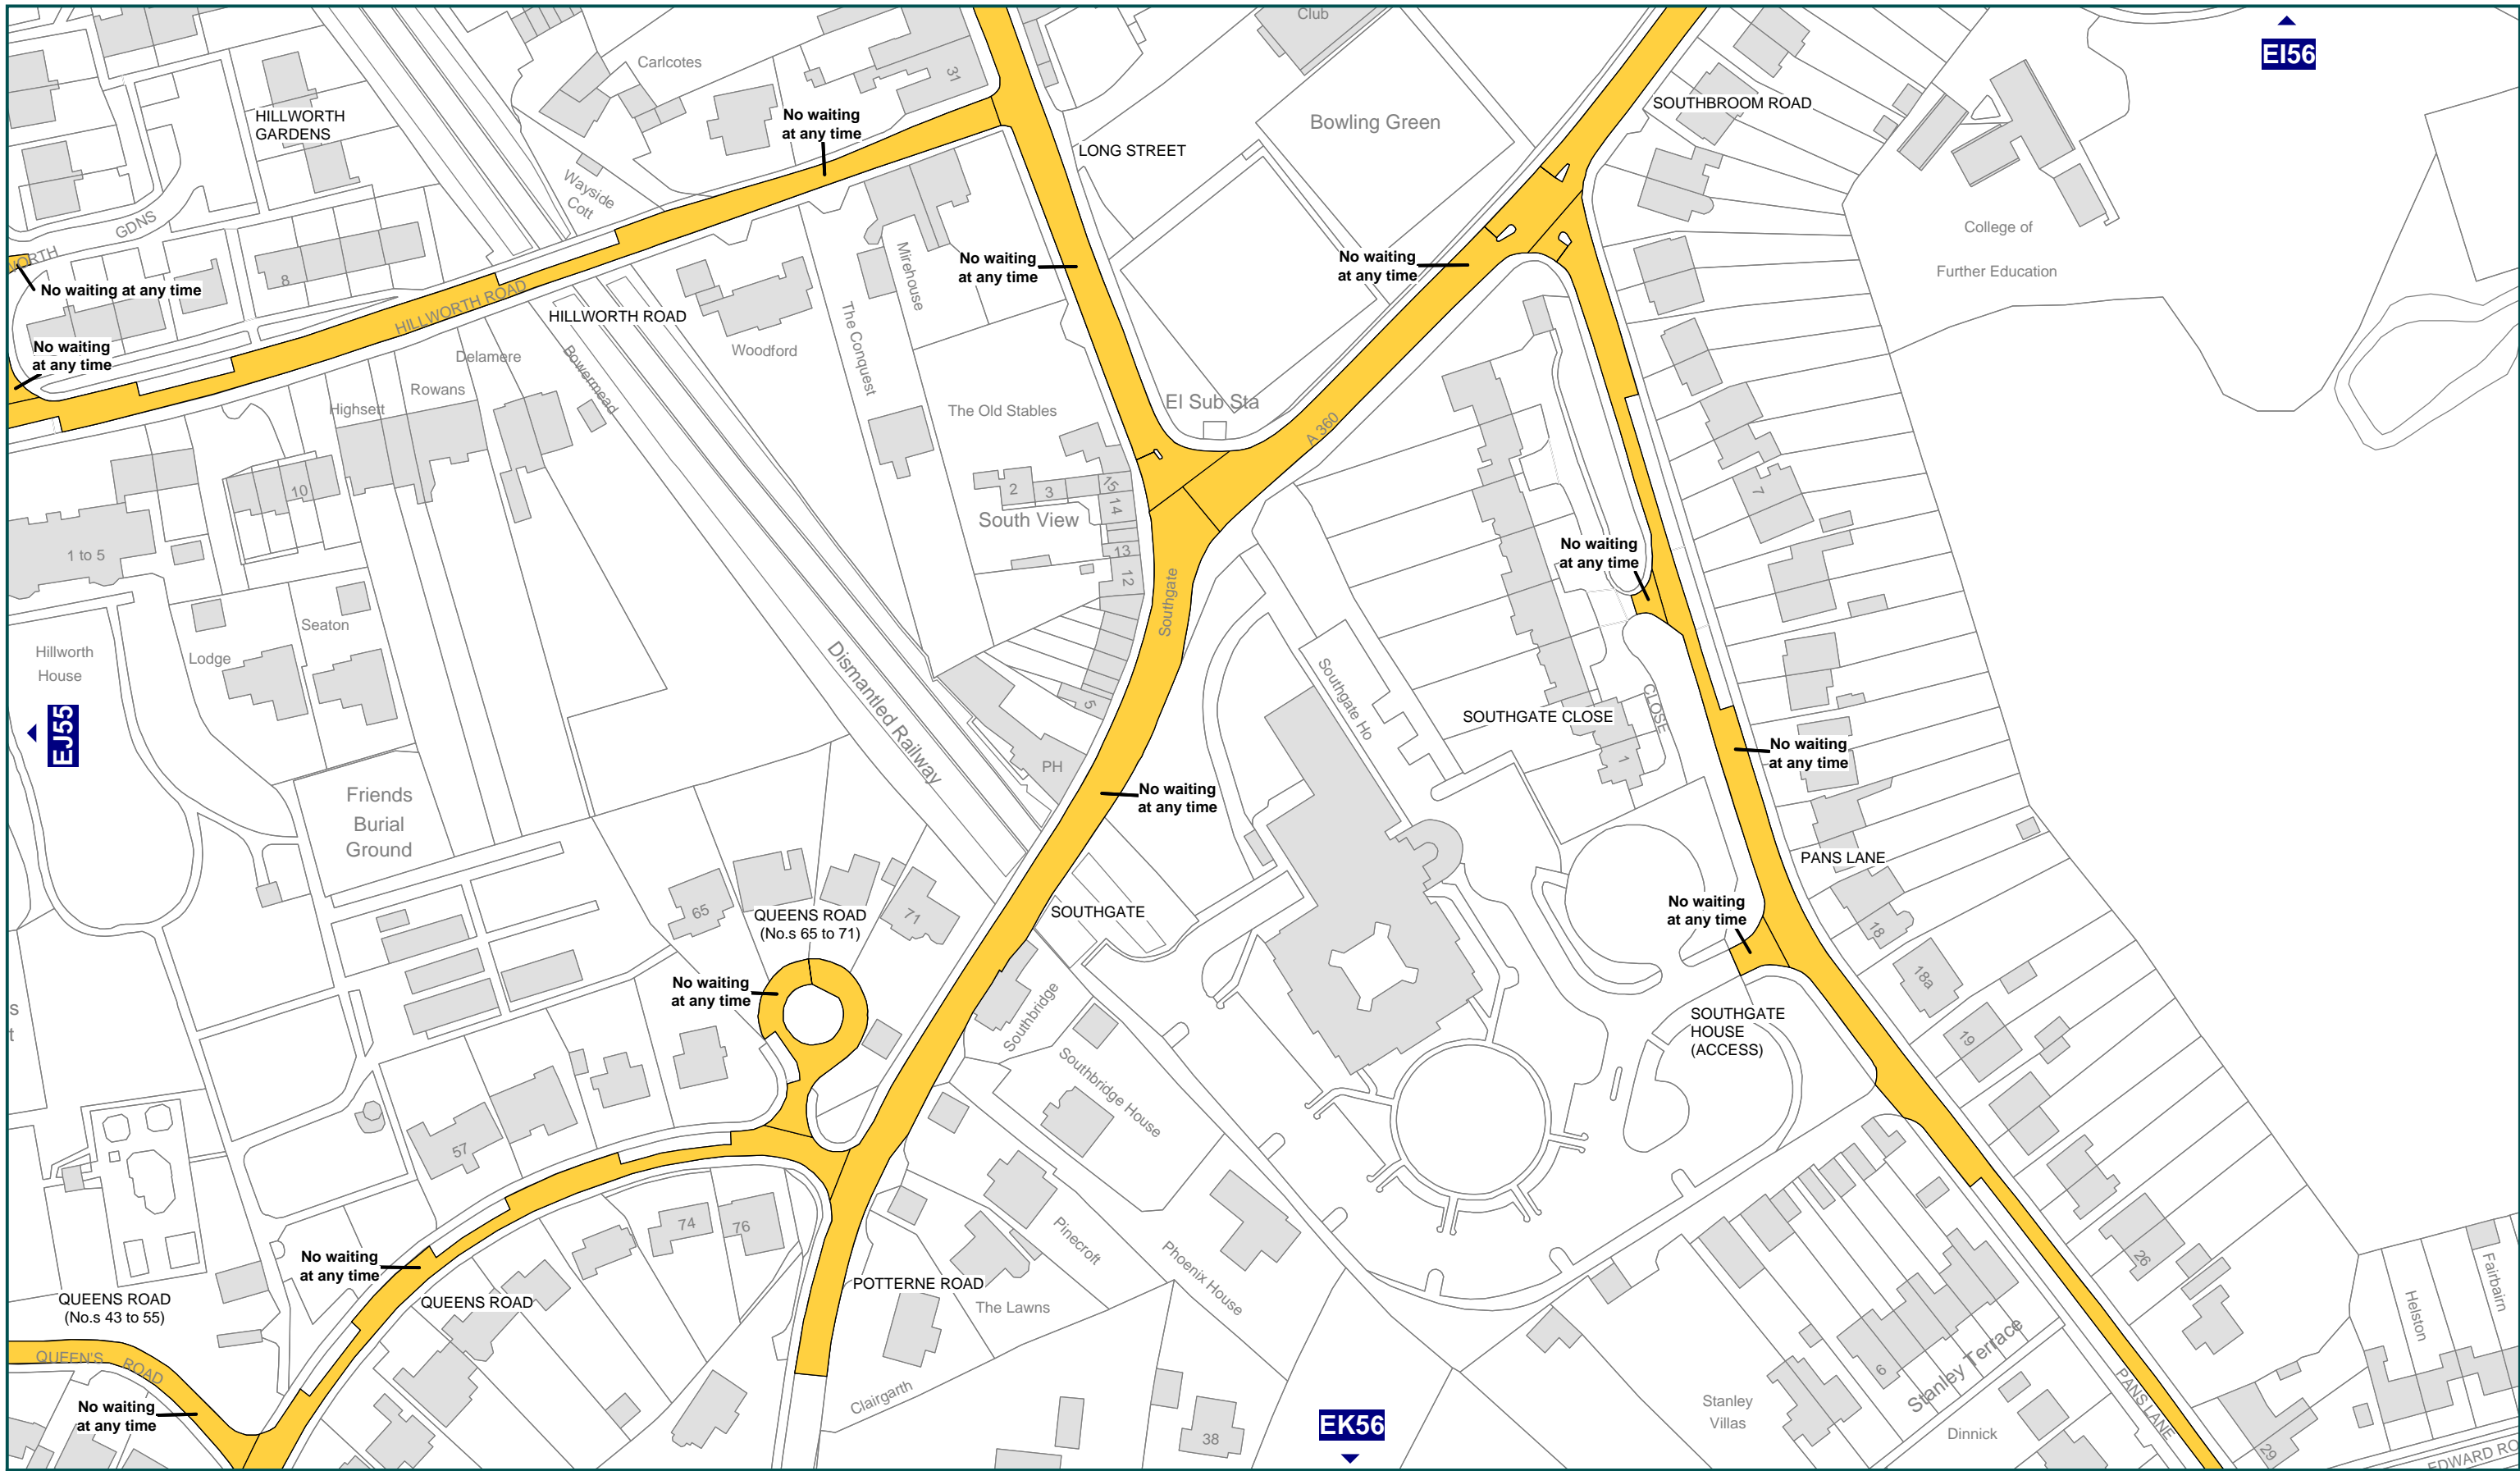 Club
EI56
Carlcotes
31
HILLWORTH
GARDENS
No waiting
at any time
SOUTHBROOM ROAD
Bowling Green
LONG STREET
Wayside
Cott
GDNS
College of
Further Education
NORTH
No waiting at any time
8
HILLWORTH ROAD
HILLWORTH ROAD
Mirehouse
No waiting
at any time
No waiting
at any time
No waiting
at any time
Delamere
Bowermead
Woodford
The Conquest
Rowans
Highsett
The Old Stables
El Sub Sta
A 360
10
2
3
15
14
South View
13
12
7
1 to 5
No waiting
at any time
Southgate
Seaton
Lodge
Hillworth
House
EJ55
Dismantled Railway
5
PH
Southgate Ho
SOUTHGATE CLOSE
CLOSE
1
No waiting
at any time
No waiting
at any time
Friends
Burial
Ground
PANS LANE
65
QUEENS ROAD
(No.s 65 to 71)
71
SOUTHGATE
No waiting
at any time
18
18a
No waiting
at any time
Southbridge
SOUTHGATE
HOUSE
(ACCESS)
19
s
t
Southbridge House
57
74
76
Pinecroft
Phoenix House
26
No waiting
at any time
QUEENS ROAD
(No.s 43 to 55)
QUEENS ROAD
POTTERNE ROAD
The Lawns
Helston
Fairbairn
QUEEN'S ROAD
No waiting
at any time
Clairgarth
EK56
38
Stanley
Villas
6
Stanley Terrace
Dinnick
PANS LANE
29
EDWARD RO